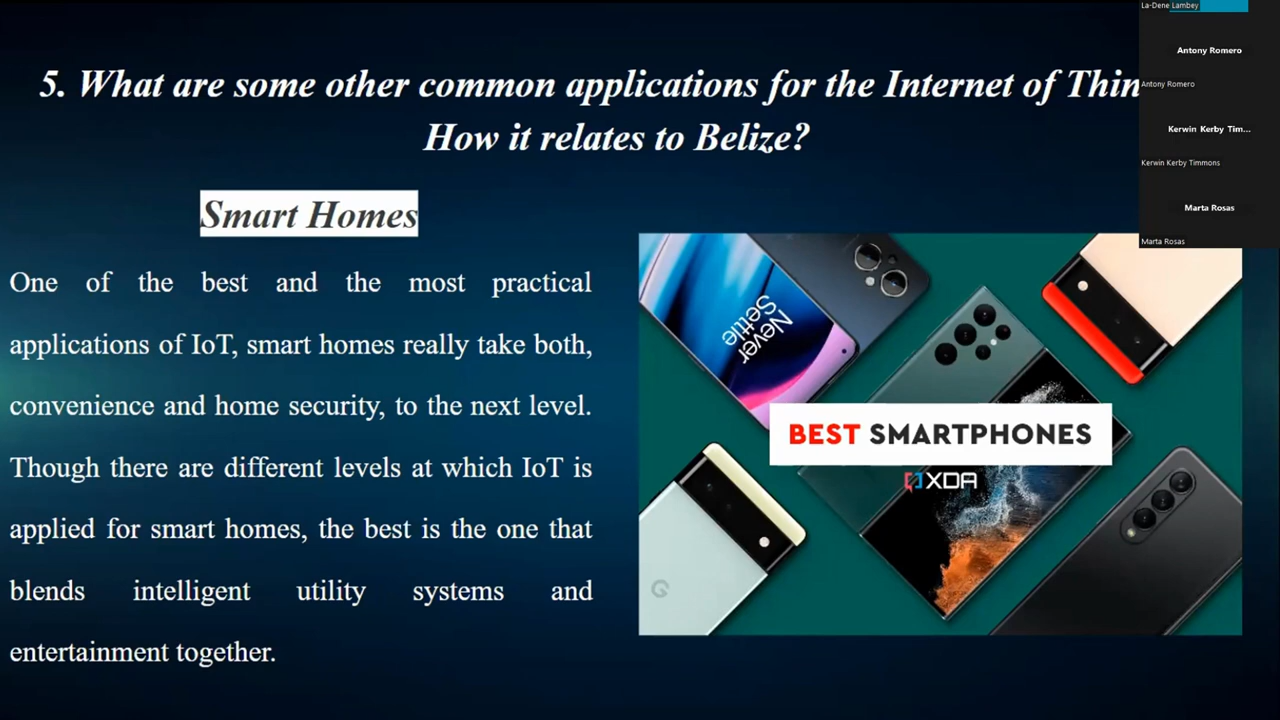 La-Dene Lambey
Antony Romero
Antony Romero
Kerwin Kerby Tim...
Kerwin Kerby Timmons
Marta Rosas
Marta Rosas
5. What are some other common applications for the Internet of Thin
How it relates to Belize?
Smart Homes
One of the best and the most practical
applications of IoT, smart homes really take both,
convenience and home security, to the next level.
Though there are different levels at which IoT is
applied for smart homes, the best is the one that
blends intelligent utility systems and
entertainment together.
Never
Settle
BEST SMARTPHONES
XDA
G